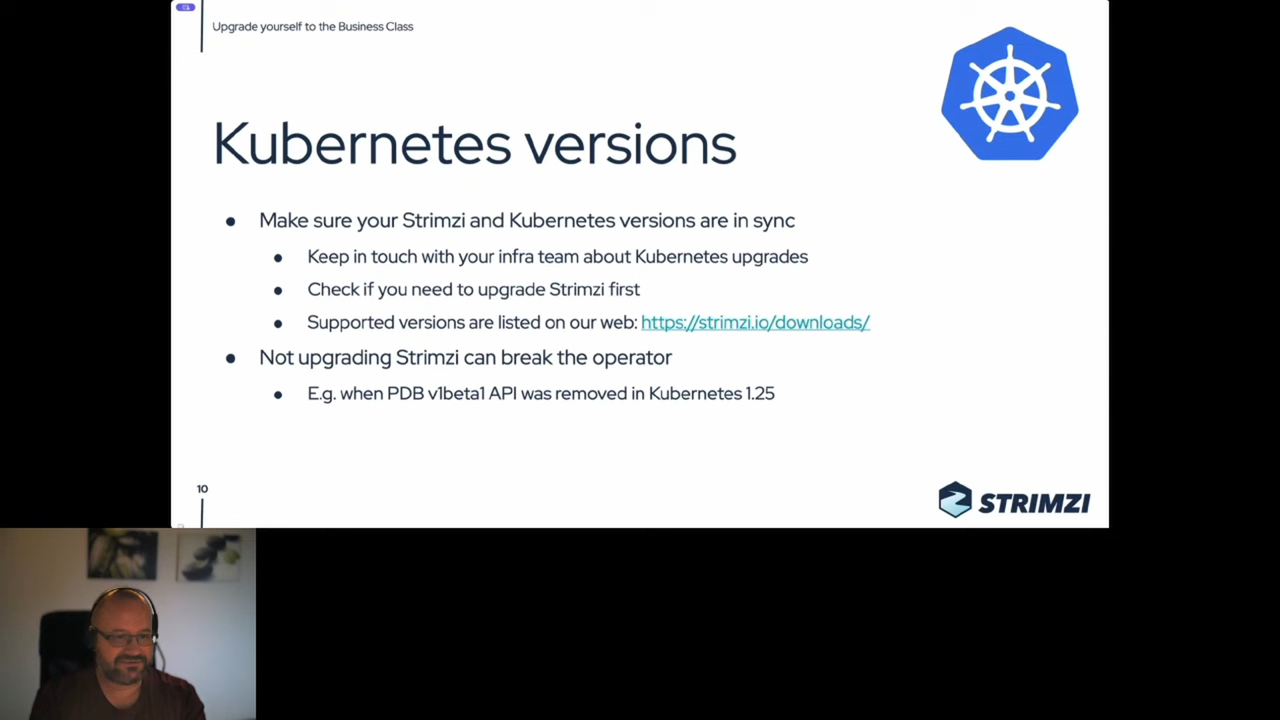 Upgrade yourself to the Business Class
Kubernetes versions
● Make sure your Strimzi and Kubernetes versions are in sync
● Keep in touch with your infra team about Kubernetes upgrades
● Check if you need to upgrade Strimzi first
● Supported versions are listed on our web: https://strimzi.io/downloads/
● Not upgrading Strimzi can break the operator
● E.g. when PDB v1beta1 API was removed in Kubernetes 1.25
10
STRIMZI